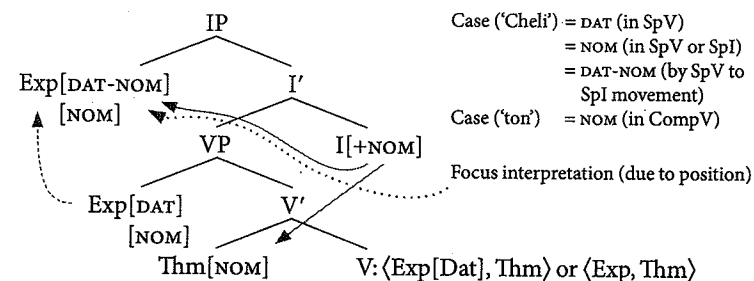 IP
Exp[DAT-NOM]
[NOM]
I′
VP
I[+NOM]
Exp[DAT]
[NOM]
V′
Thm[NOM]
V: ⟨Exp[Dat], Thm⟩ or ⟨Exp, Thm⟩
Case (‘Cheli’) = DAT (in SpV)
= NOM (in SpV or SpI)
= DAT-NOM (by SpV to
SpI movement)
Case (‘ton’) = NOM (in CompV)
Focus interpretation (due to position)